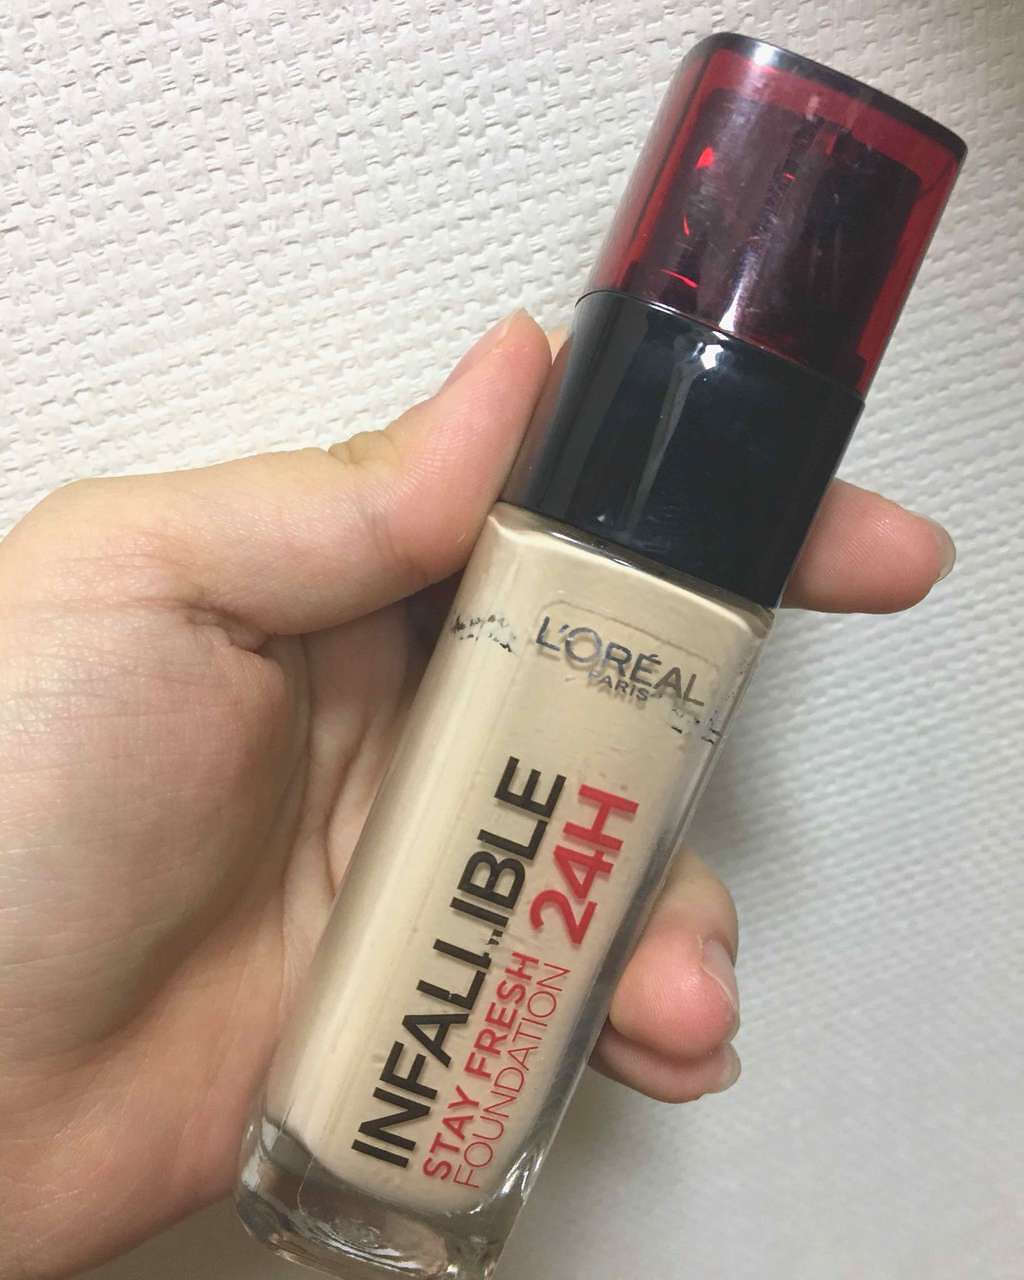 L'ORÉAL
PARIS
INFALLIBLE 24H
STAY FRESH
FOUNDATION